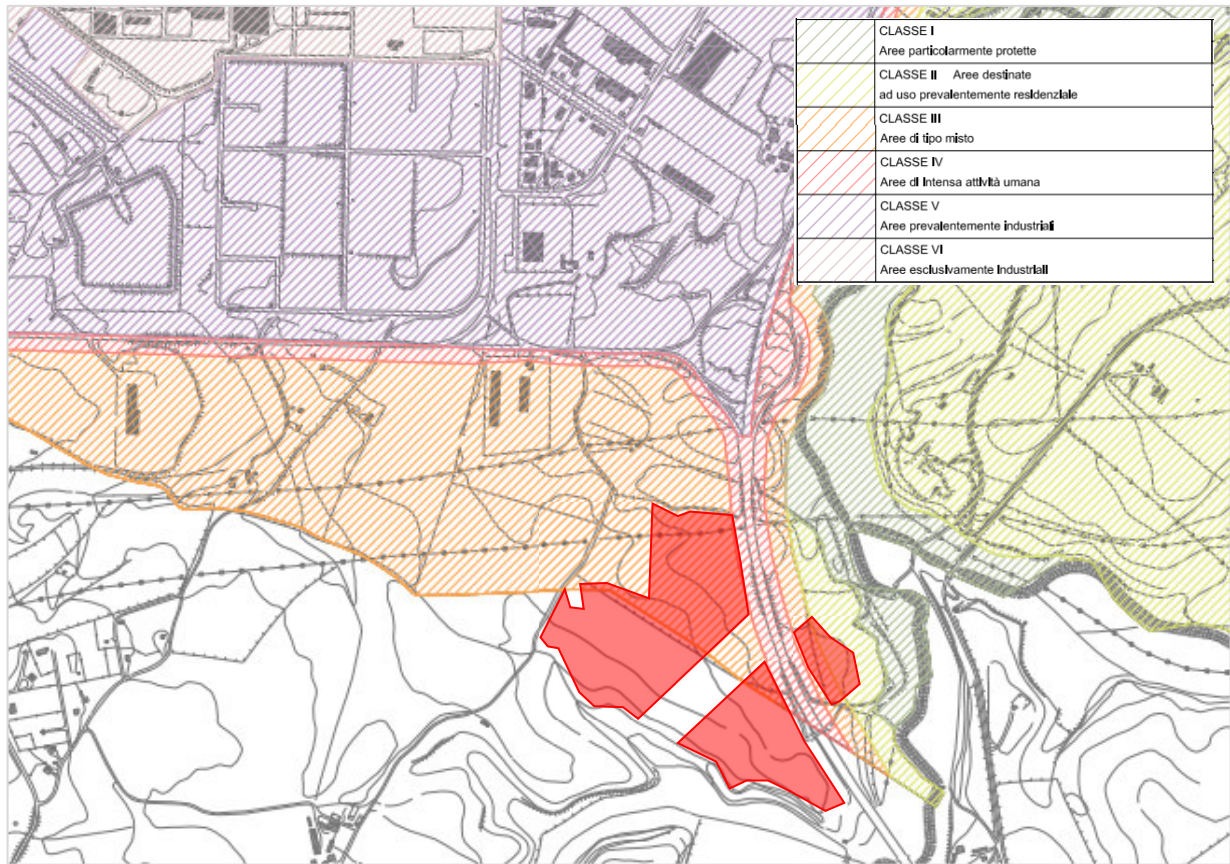 CLASSE I
Aree particolarmente protette
CLASSE II Aree destinate
ad uso prevalentemente residenziale
CLASSE III
Aree di tipo misto
CLASSE IV
Aree di intensa attività umana
CLASSE V
Aree prevalentemente industriali
CLASSE VI
Aree esclusivamente Industriali